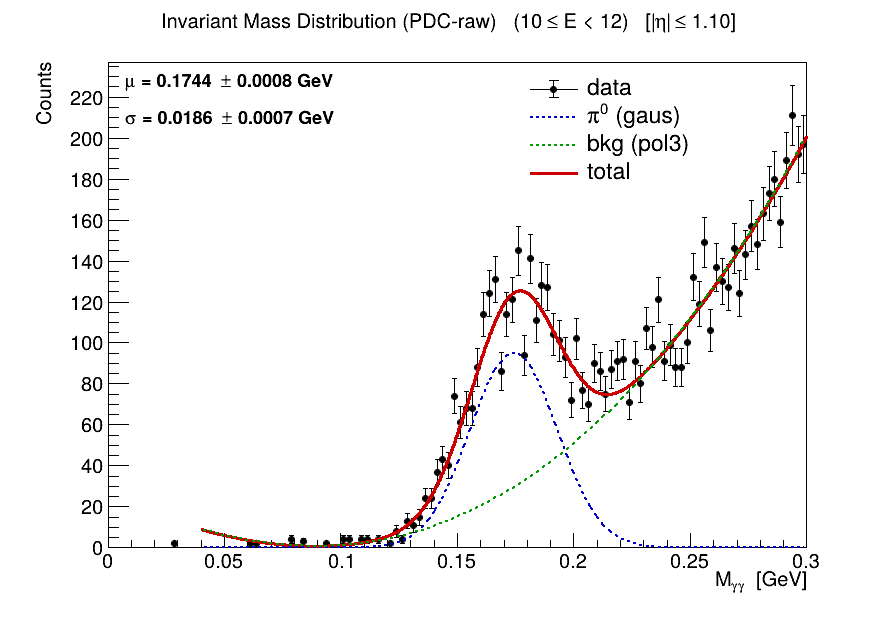 Invariant Mass Distribution (PDC-raw) (10 ≤ E < 12) [|η| ≤ 1.10]
μ = 0.1744 ± 0.0008 GeV
σ = 0.0186 ± 0.0007 GeV
data
π⁰ (gaus)
bkg (pol3)
total
Counts
220
200
180
160
140
120
100
80
60
40
20
0
0 0.05 0.1 0.15 0.2 0.25 0.3
Mγγ [GeV]